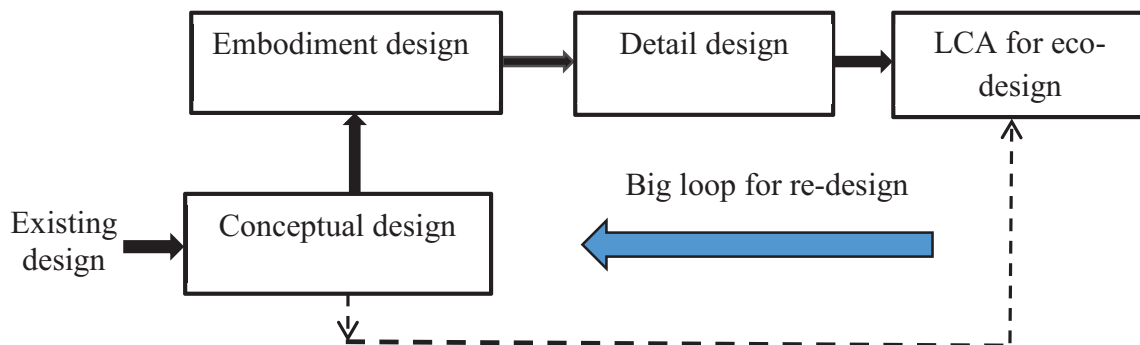 Embodiment design
Detail design
LCA for eco-
design
Big loop for re-design
Existing
design
Conceptual design